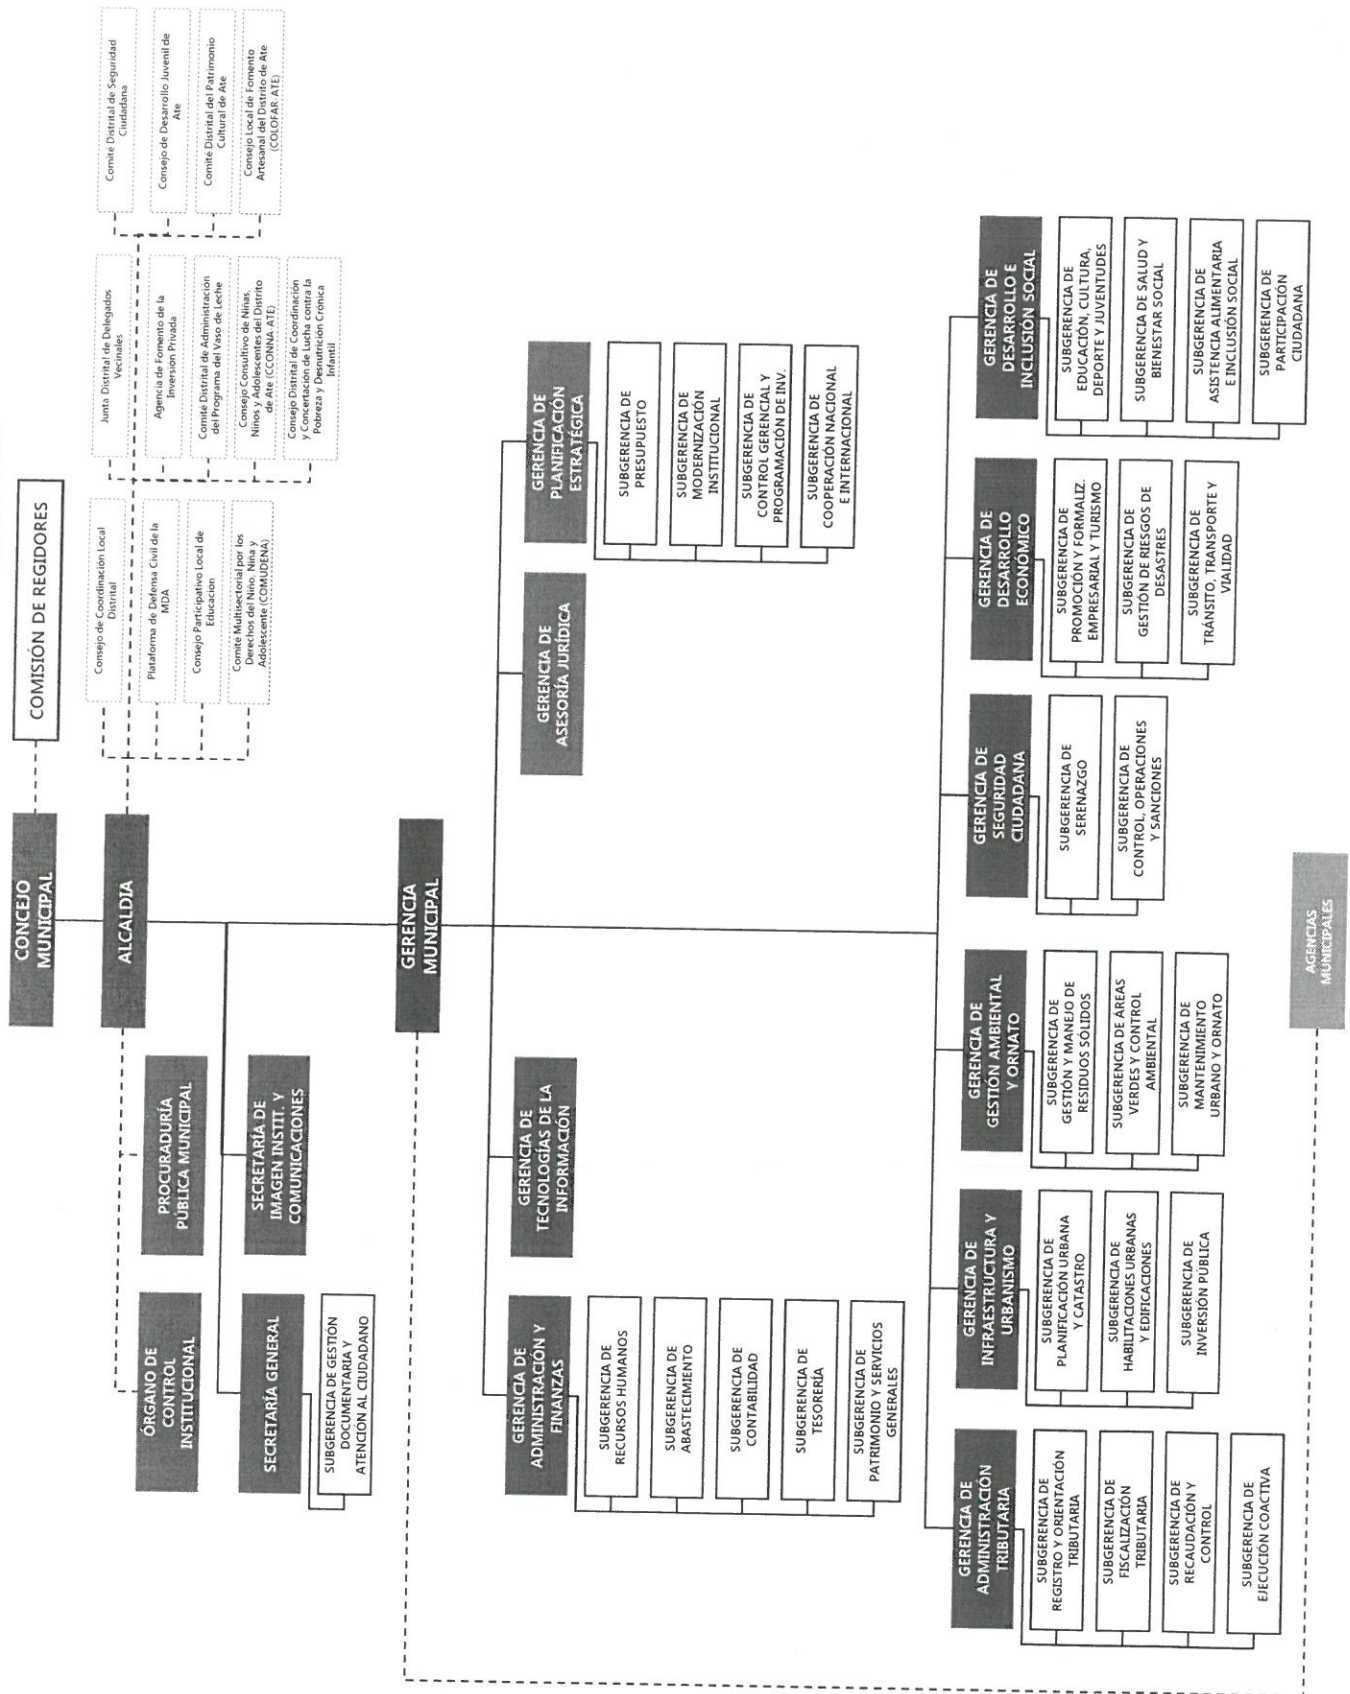 CONCEJO
MUNICIPAL
COMISIÓN DE REGIDORES
ALCALDIA
Consejo de Coordinación Local
Distrital
Plataforma de Defensa Civil de la
MDA
Consejo Participativo Local de
Educación
Comité Multisectorial por los
Derechos del Niño, Niña y
Adolescente (COMUDENA)
Junta Distrital de Delegados
Vecinales
Agencia de Fomento de la
Inversión Privada
Comité Distrital de Administracion
del Programa del Vaso de Leche
Consejo Consultivo de Niñas,
Niños y Adolescentes del Distrito
de Ate (CCONNA-ATE)
Consejo Distrital de Coordinación
y Concertación de Lucha contra la
Pobreza y Desnutrición Crónica
Infantil
Comité Distrital de Seguridad
Ciudadana
Consejo de Desarrollo Juvenil de
Ate
Comité Distrital del Patrimonio
Cultural de Ate
Consejo Local de Fomento
Artesanal del Distrito de Ate
(COLOFAR-ATE)
ÓRGANO DE
CONTROL
INSTITUCIONAL
PROCURADURÍA
PÚBLICA MUNICIPAL
SECRETARÍA GENERAL
SECRETARÍA DE
IMAGEN INSTIT. Y
COMUNICACIONES
SUBGERENCIA DE GESTIÓN
DOCUMENTARIA Y
ATENCIÓN AL CIUDADANO
GERENCIA
MUNICIPAL
GERENCIA DE
ADMINISTRACIÓN Y
FINANZAS
SUBGERENCIA DE
RECURSOS HUMANOS
SUBGERENCIA DE
ABASTECIMIENTO
SUBGERENCIA DE
CONTABILIDAD
SUBGERENCIA DE
TESORERÍA
SUBGERENCIA DE
PATRIMONIO Y SERVICIOS
GENERALES
GERENCIA DE
TECNOLOGÍAS DE LA
INFORMACIÓN
GERENCIA DE
ASESORÍA JURÍDICA
GERENCIA DE
PLANIFICACIÓN
ESTRATÉGICA
SUBGERENCIA DE
PRESUPUESTO
SUBGERENCIA DE
MODERNIZACIÓN
INSTITUCIONAL
SUBGERENCIA DE
CONTROL GERENCIAL Y
PROGRAMACIÓN DE INV.
SUBGERENCIA DE
COOPERACIÓN NACIONAL
E INTERNACIONAL
GERENCIA DE
ADMINISTRACIÓN
TRIBUTARIA
SUBGERENCIA DE
REGISTRO Y ORIENTACIÓN
TRIBUTARIA
SUBGERENCIA DE
FISCALIZACIÓN
TRIBUTARIA
SUBGERENCIA DE
RECAUDACIÓN Y
CONTROL
SUBGERENCIA DE
EJECUCIÓN COACTIVA
GERENCIA DE
INFRAESTRUCTURA Y
URBANISMO
SUBGERENCIA DE
PLANIFICACIÓN URBANA
Y CATASTRO
SUBGERENCIA DE
HABILITACIONES URBANAS
Y EDIFICACIONES
SUBGERENCIA DE
INVERSIÓN PÚBLICA
GERENCIA DE
GESTIÓN AMBIENTAL
Y ORNATO
SUBGERENCIA DE
GESTIÓN Y MANEJO DE
RESIDUOS SÓLIDOS
SUBGERENCIA DE ÁREAS
VERDES Y CONTROL
AMBIENTAL
SUBGERENCIA DE
MANTENIMIENTO
URBANO Y ORNATO
GERENCIA DE
SEGURIDAD
CIUDADANA
SUBGERENCIA DE
SERENAZGO
SUBGERENCIA DE
CONTROL, OPERACIONES
Y SANCIONES
GERENCIA DE
DESARROLLO
ECONÓMICO
SUBGERENCIA DE
PROMOCIÓN Y FORMALIZ.
EMPRESARIAL Y TURISMO
SUBGERENCIA DE
GESTIÓN DE RIESGOS DE
DESASTRES
SUBGERENCIA DE
TRÁNSITO, TRANSPORTE Y
VIALIDAD
GERENCIA DE
DESARROLLO E
INCLUSIÓN SOCIAL
SUBGERENCIA DE
EDUCACIÓN, CULTURA,
DEPORTE Y JUVENTUDES
SUBGERENCIA DE SALUD Y
BIENESTAR SOCIAL
SUBGERENCIA DE
ASISTENCIA ALIMENTARIA
E INCLUSIÓN SOCIAL
SUBGERENCIA DE
PARTICIPACIÓN
CIUDADANA
AGENCIAS
MUNICIPALES